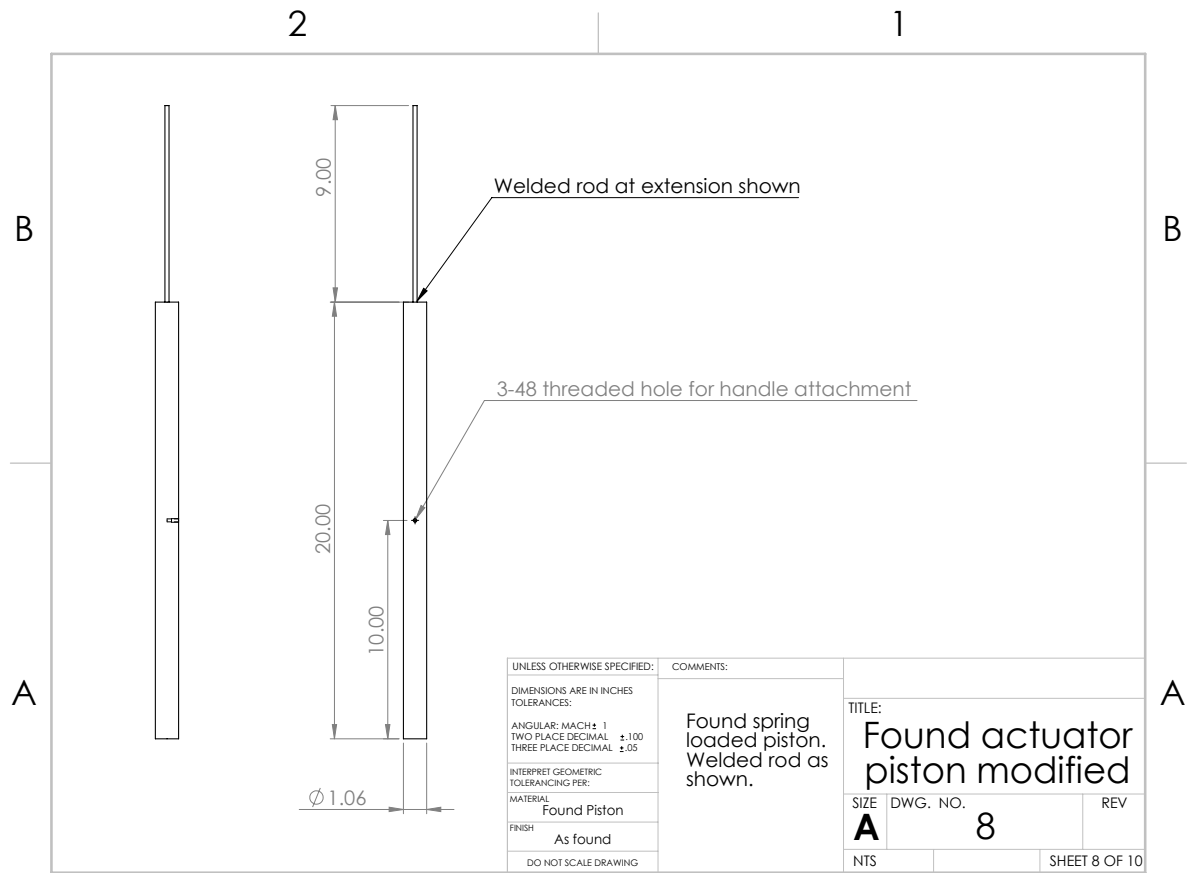 2
1
B
B
9.00
Welded rod at extension shown
3-48 threaded hole for handle attachment
20.00
10.00
A
A
∅1.06
UNLESS OTHERWISE SPECIFIED:
DIMENSIONS ARE IN INCHES
TOLERANCES:
ANGULAR: MACH± 1
TWO PLACE DECIMAL ±.100
THREE PLACE DECIMAL ±.05
INTERPRET GEOMETRIC
TOLERANCING PER:
MATERIAL
Found Piston
FINISH
As found
DO NOT SCALE DRAWING
COMMENTS:
Found spring
loaded piston.
Welded rod as
shown.
TITLE:
Found actuator
piston modified
SIZE
A
DWG. NO.
8
REV
NTS
SHEET 8 OF 10